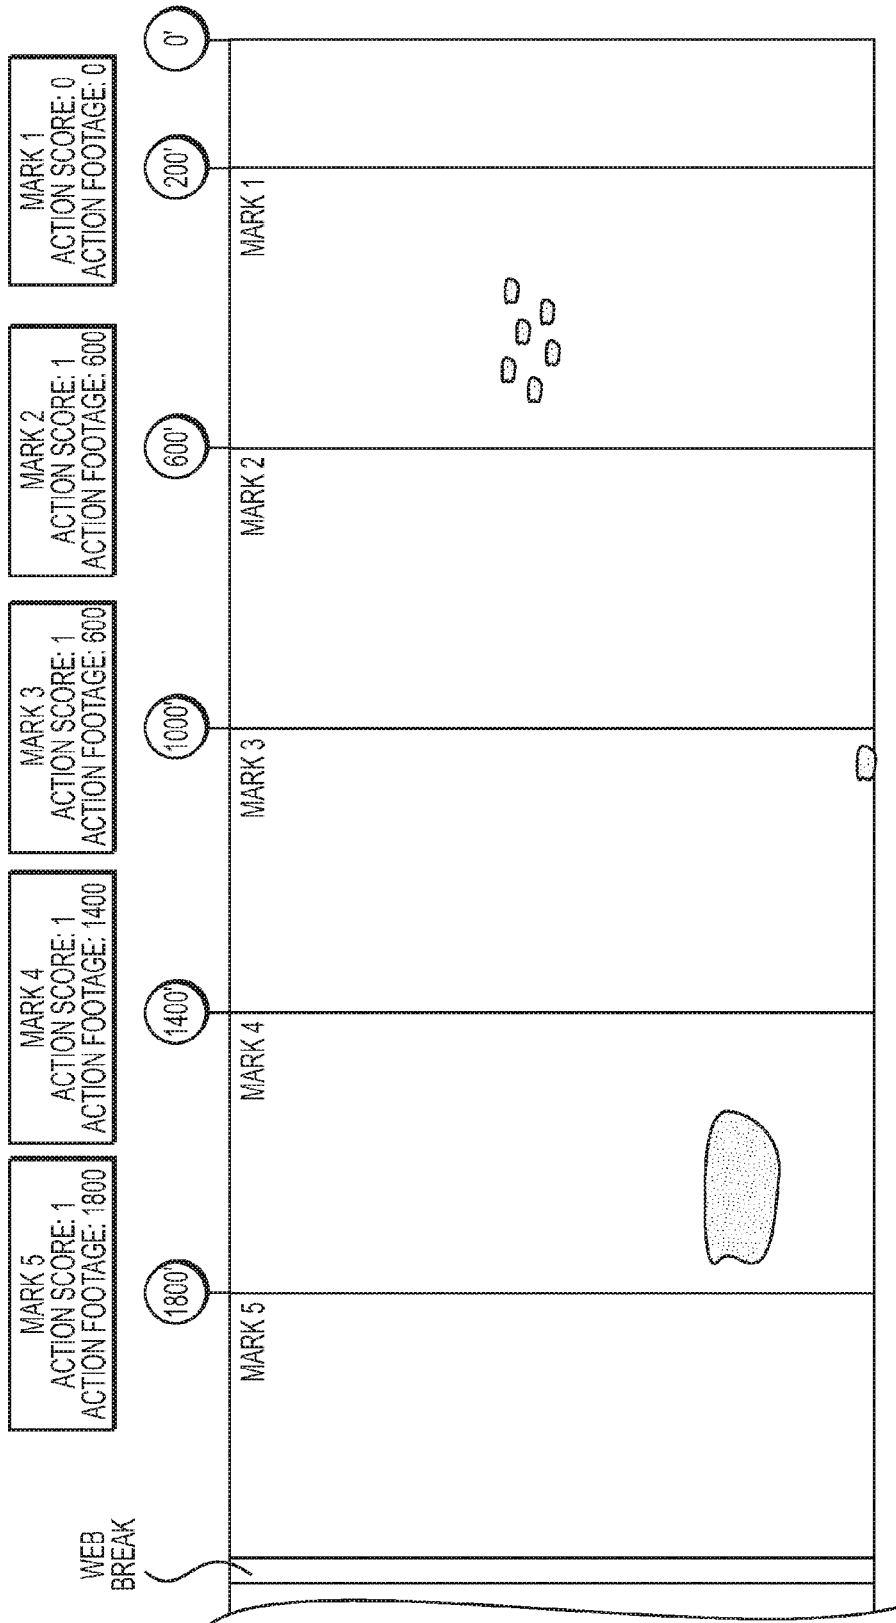 WEB
BREAK
MARK 5
ACTION SCORE: 1
ACTION FOOTAGE: 1800
MARK 4
ACTION SCORE: 1
ACTION FOOTAGE: 1400
MARK 3
ACTION SCORE: 1
ACTION FOOTAGE: 600
MARK 2
ACTION SCORE: 1
ACTION FOOTAGE: 600
MARK 1
ACTION SCORE: 0
ACTION FOOTAGE: 0
1800'
1400'
1000'
600'
200'
0'
MARK 5
MARK 4
MARK 3
MARK 2
MARK 1